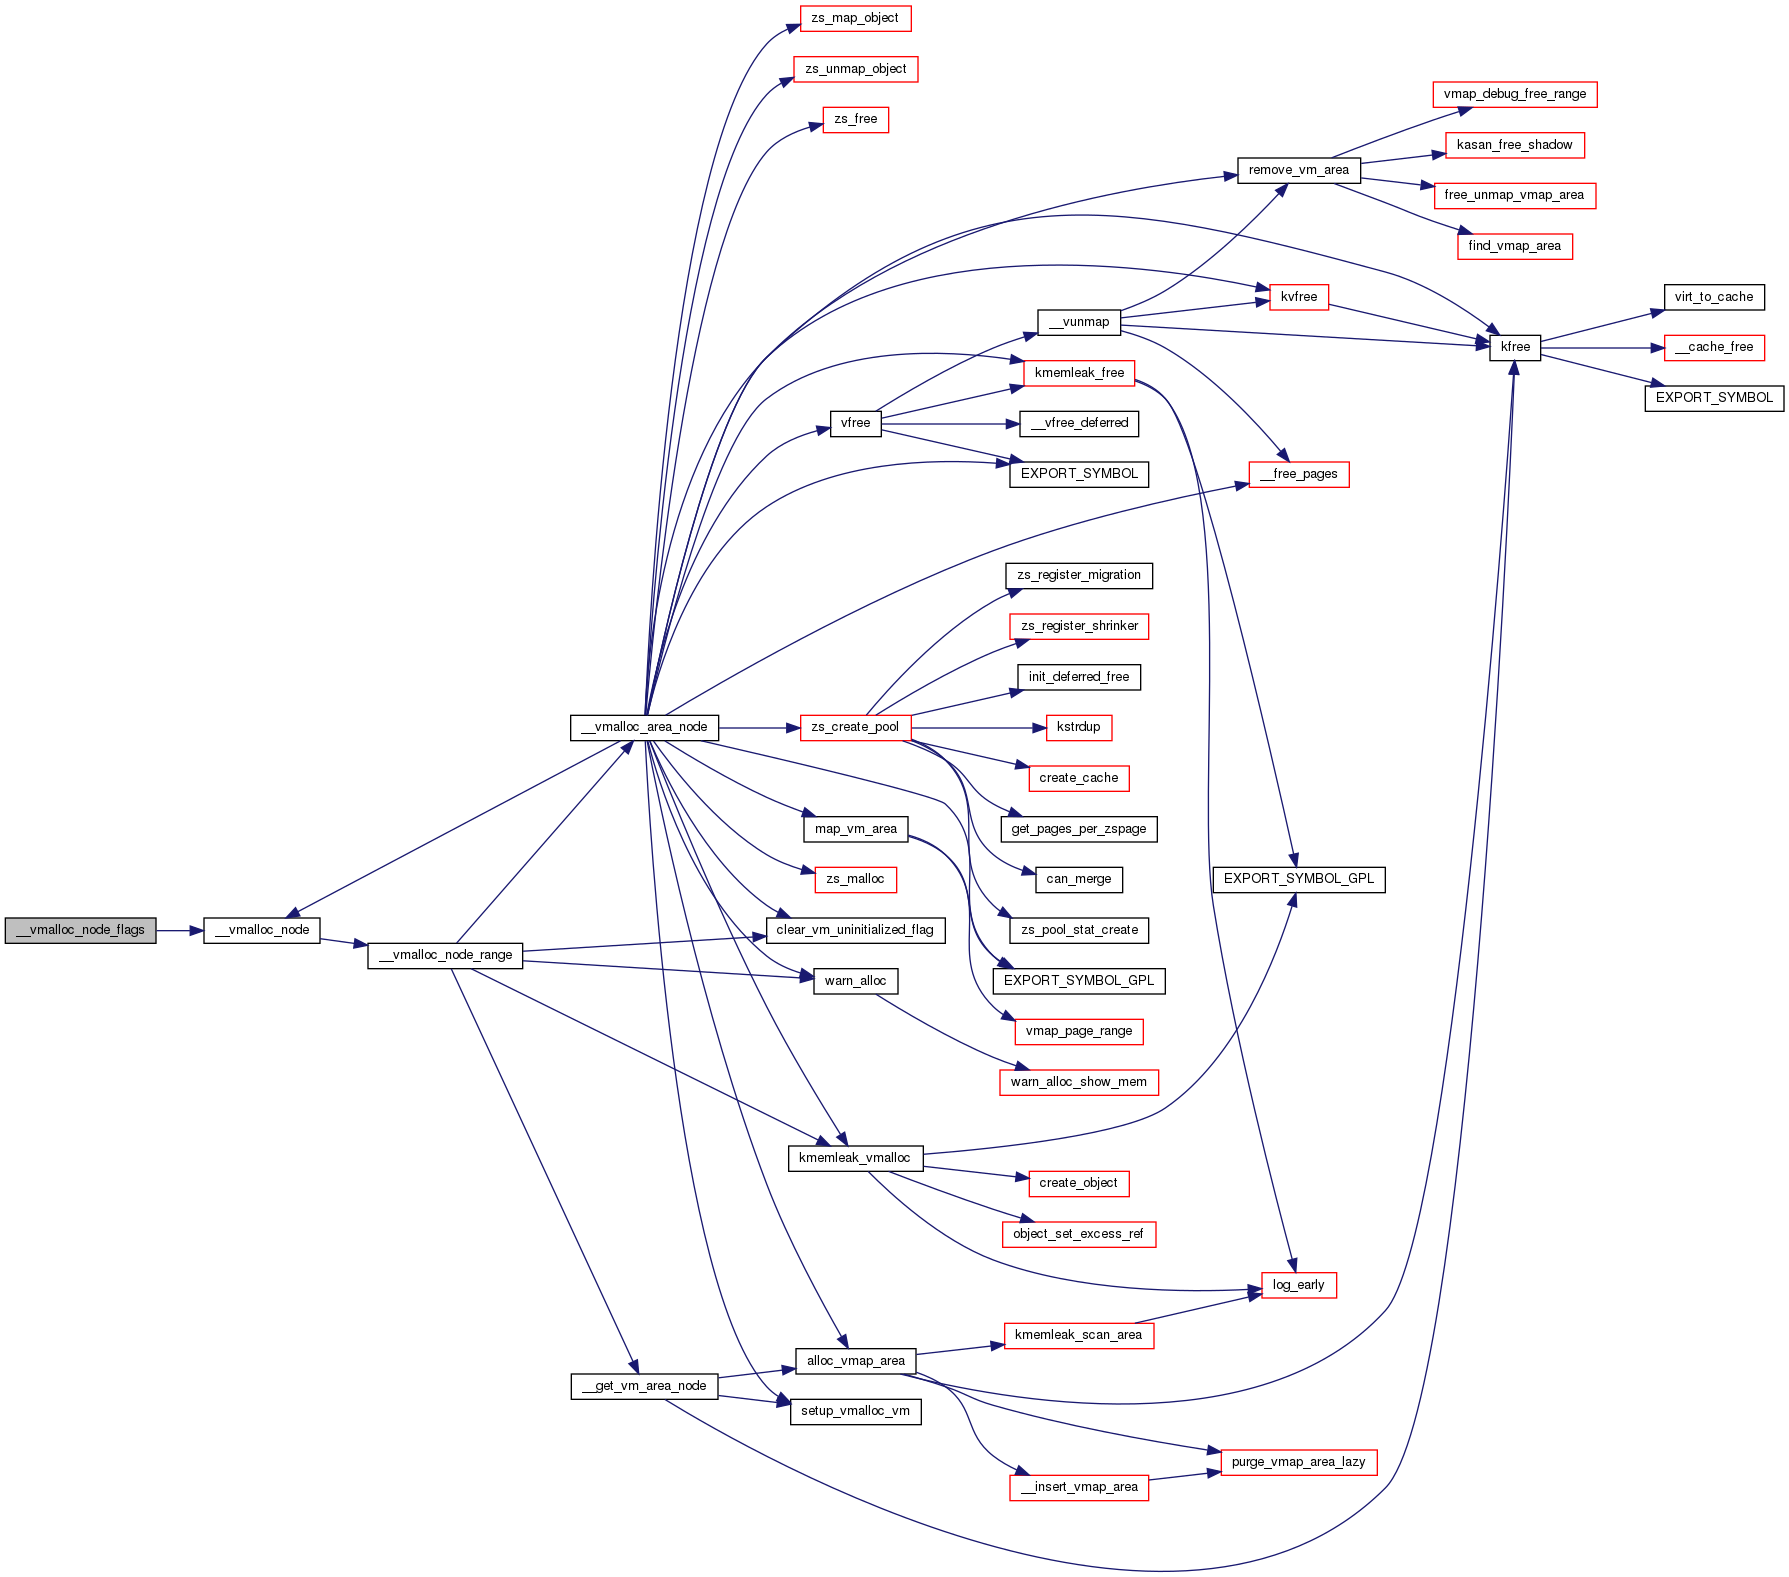 zs_map_object
zs_unmap_object
vmap_debug_free_range
zs_free
kasan_free_shadow
remove_vm_area
free_unmap_vmap_area
find_vmap_area
kvfree
virt_to_cache
__vunmap
kfree
__cache_free
kmemleak_free
EXPORT_SYMBOL
vfree
__vfree_deferred
EXPORT_SYMBOL
__free_pages
zs_register_migration
zs_register_shrinker
init_deferred_free
__vmalloc_area_node
zs_create_pool
kstrdup
create_cache
map_vm_area
get_pages_per_zspage
zs_malloc
can_merge
EXPORT_SYMBOL_GPL
__vmalloc_node_flags
__vmalloc_node
clear_vm_uninitialized_flag
zs_pool_stat_create
__vmalloc_node_range
warn_alloc
EXPORT_SYMBOL_GPL
vmap_page_range
warn_alloc_show_mem
kmemleak_vmalloc
create_object
object_set_excess_ref
log_early
kmemleak_scan_area
alloc_vmap_area
__get_vm_area_node
setup_vmalloc_vm
purge_vmap_area_lazy
__insert_vmap_area